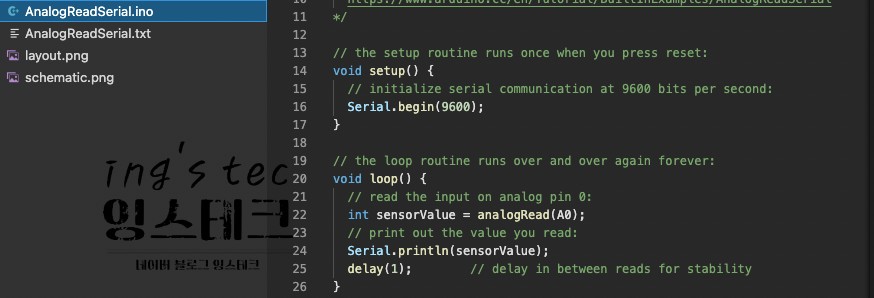 AnalogReadSerial.ino
AnalogReadSerial.txt
layout.png
schematic.png
ing's tec
잉스테크
네이버 블로그 잉스테크
10 https://www.arduino.cc/en/Tutorial/BuiltInExamples/AnalogReadSerial
11 */
12
13 // the setup routine runs once when you press reset:
14 void setup() {
15 // initialize serial communication at 9600 bits per second:
16 Serial.begin(9600);
17 }
18
19 // the loop routine runs over and over again forever:
20 void loop() {
21 // read the input on analog pin 0:
22 int sensorValue = analogRead(A0);
23 // print out the value you read:
24 Serial.println(sensorValue);
25 delay(1);        // delay in between reads for stability
26 }